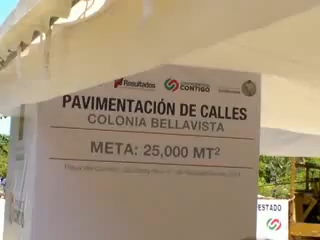 Resultados
CONTIGO
PAVIMENTACIÓN DE CALLES
COLONIA BELLAVISTA
META: 25,000 MT²
ESTADO